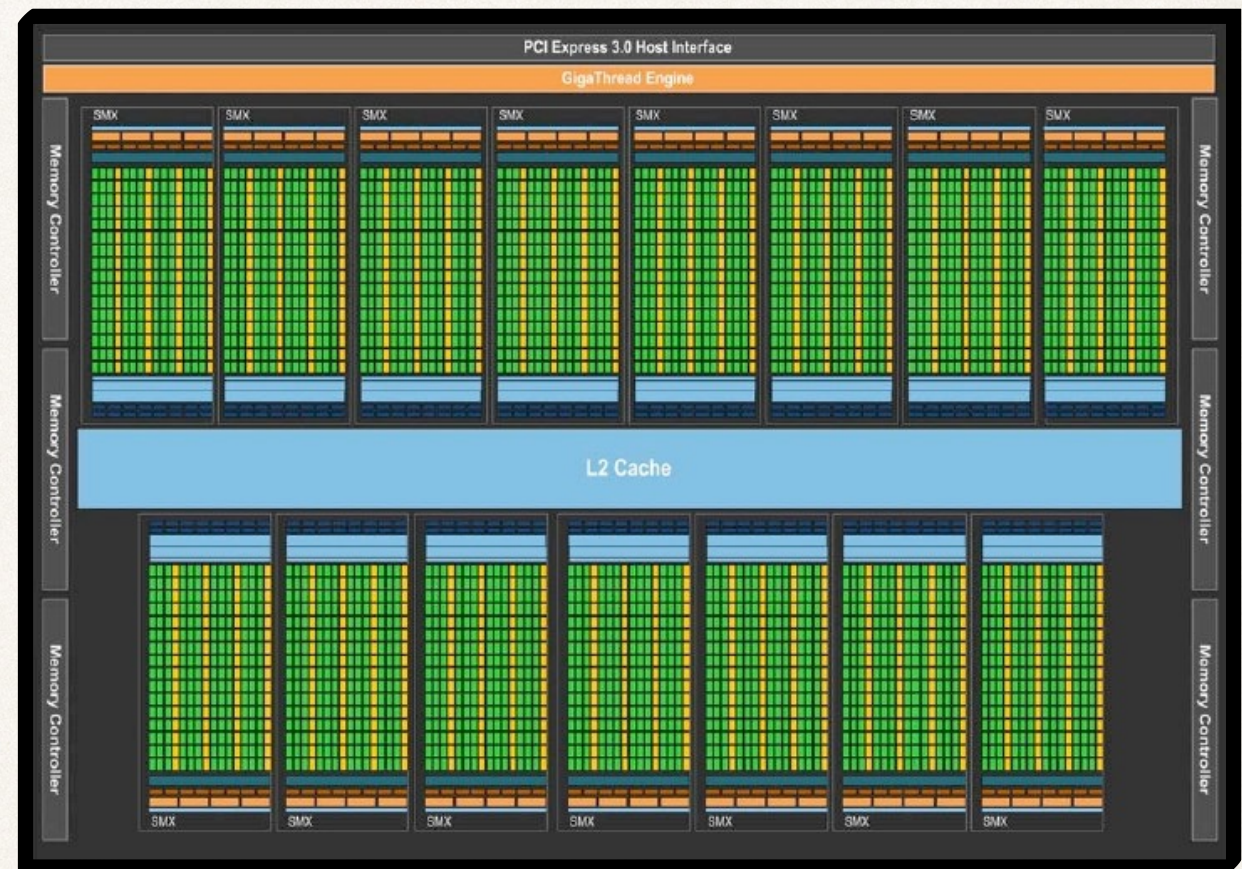 PCI Express 3.0 Host Interface
GigaThread Engine
SMX SMX SMX SMX SMX SMX SMX SMX
Memory Controller
Memory Controller
Memory Controller
Memory Controller
L2 Cache
Memory Controller
Memory Controller
SMX SMX SMX SMX SMX SMX SMX